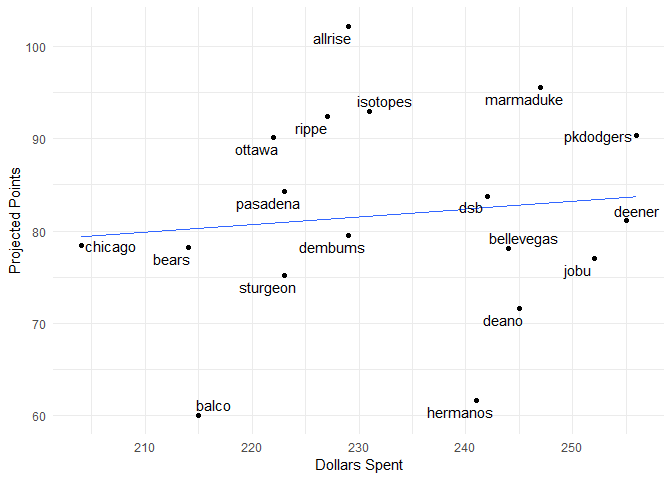 allrise
100
marmaduke
isotopes
rippe
pkdodgers
90
ottawa
pasadena
dsb
deener
80
chicago
dembums
bellevegas
bears
jobu
sturgeon
70
deano
balco
hermanos
60
210
220
230
240
250
Dollars Spent
Projected Points